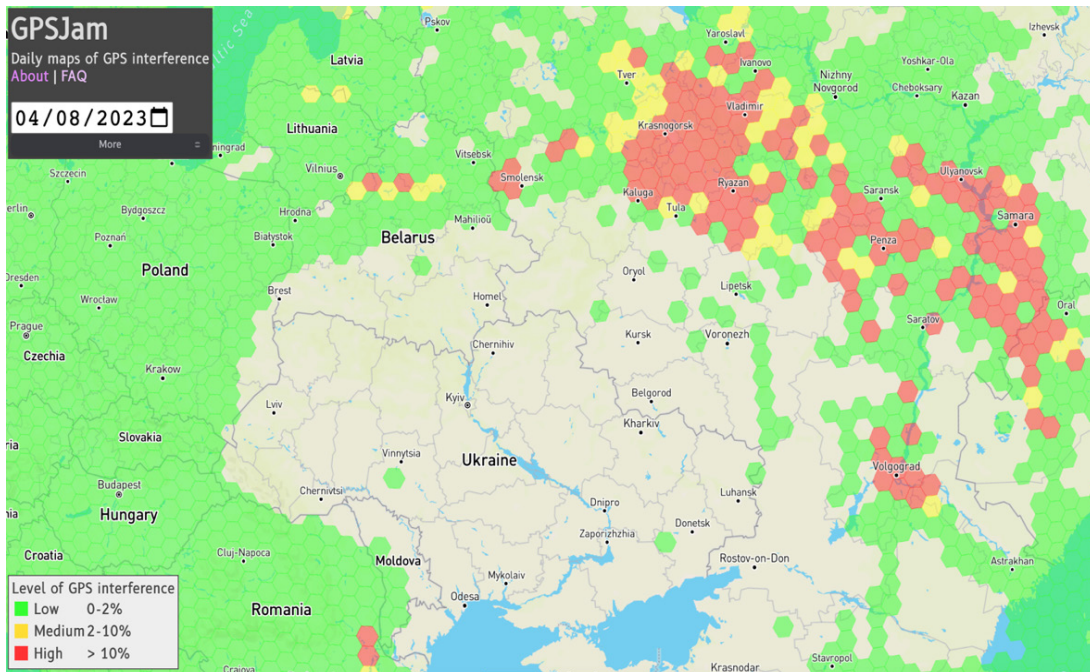 GPSJam
Daily maps of GPS interference
About | FAQ
04/08/2023
More
Pskov
Yaroslavl
Izhevsk
Latvia
Tver
Ivanovo
Yoshkar-Ola
Nizhny
Novgorod
Cheboksary
Kazan
Vladimir
Lithuania
Krasnogorsk
Vitsebsk
Vilnius
Szczecin
Smolensk
Ulyanovsk
Kaluga
Ryazan
Saransk
Tula
Bydgoszcz
Hrodna
Mahilioŭ
Samara
Poznań
Białystok
Belarus
Penza
Poland
Oryol
Dresden
Brest
Homel
Lipetsk
Wrocław
Oral
Saratov
Prague
Kursk
Voronezh
Czechia
Chernihiv
Krakow
Belgorod
Lviv
Kyiv
Kharkiv
Slovakia
Vinnytsia
Ukraine
Volgograd
Budapest
Chernivtsi
Luhansk
Hungary
Dnipro
Donetsk
Zaporizhzhia
Croatia
Cluj-Napoca
Moldova
Rostov-on-Don
Astrakhan
Mykolaiv
Odesa
Romania
Stavropol
Krasnodar
Craiova
Level of GPS interference
Low 0-2%
Medium 2-10%
High > 10%